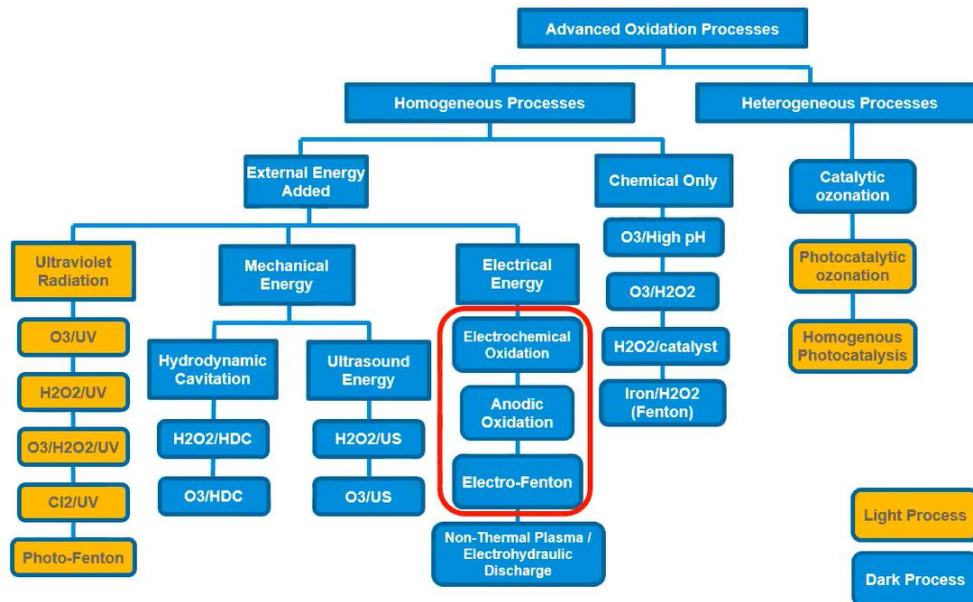 Advanced Oxidation Processes
Homogeneous Processes
Heterogeneous Processes
External Energy
Added
Chemical Only
Catalytic
ozonation
O3/High pH
Ultraviolet
Radiation
Mechanical
Energy
Electrical
Energy
Photocatalytic
ozonation
O3/H2O2
O3/UV
Electrochemical
Oxidation
Homogenous
Photocatalysis
H2O2/catalyst
Hydrodynamic
Cavitation
Ultrasound
Energy
H2O2/UV
Anodic
Oxidation
Iron/H2O2
(Fenton)
O3/H2O2/UV
H2O2/HDC
H2O2/US
Electro-Fenton
Cl2/UV
O3/HDC
O3/US
Light Process
Photo-Fenton
Non-Thermal Plasma /
Electrohydraulic
Discharge
Dark Process